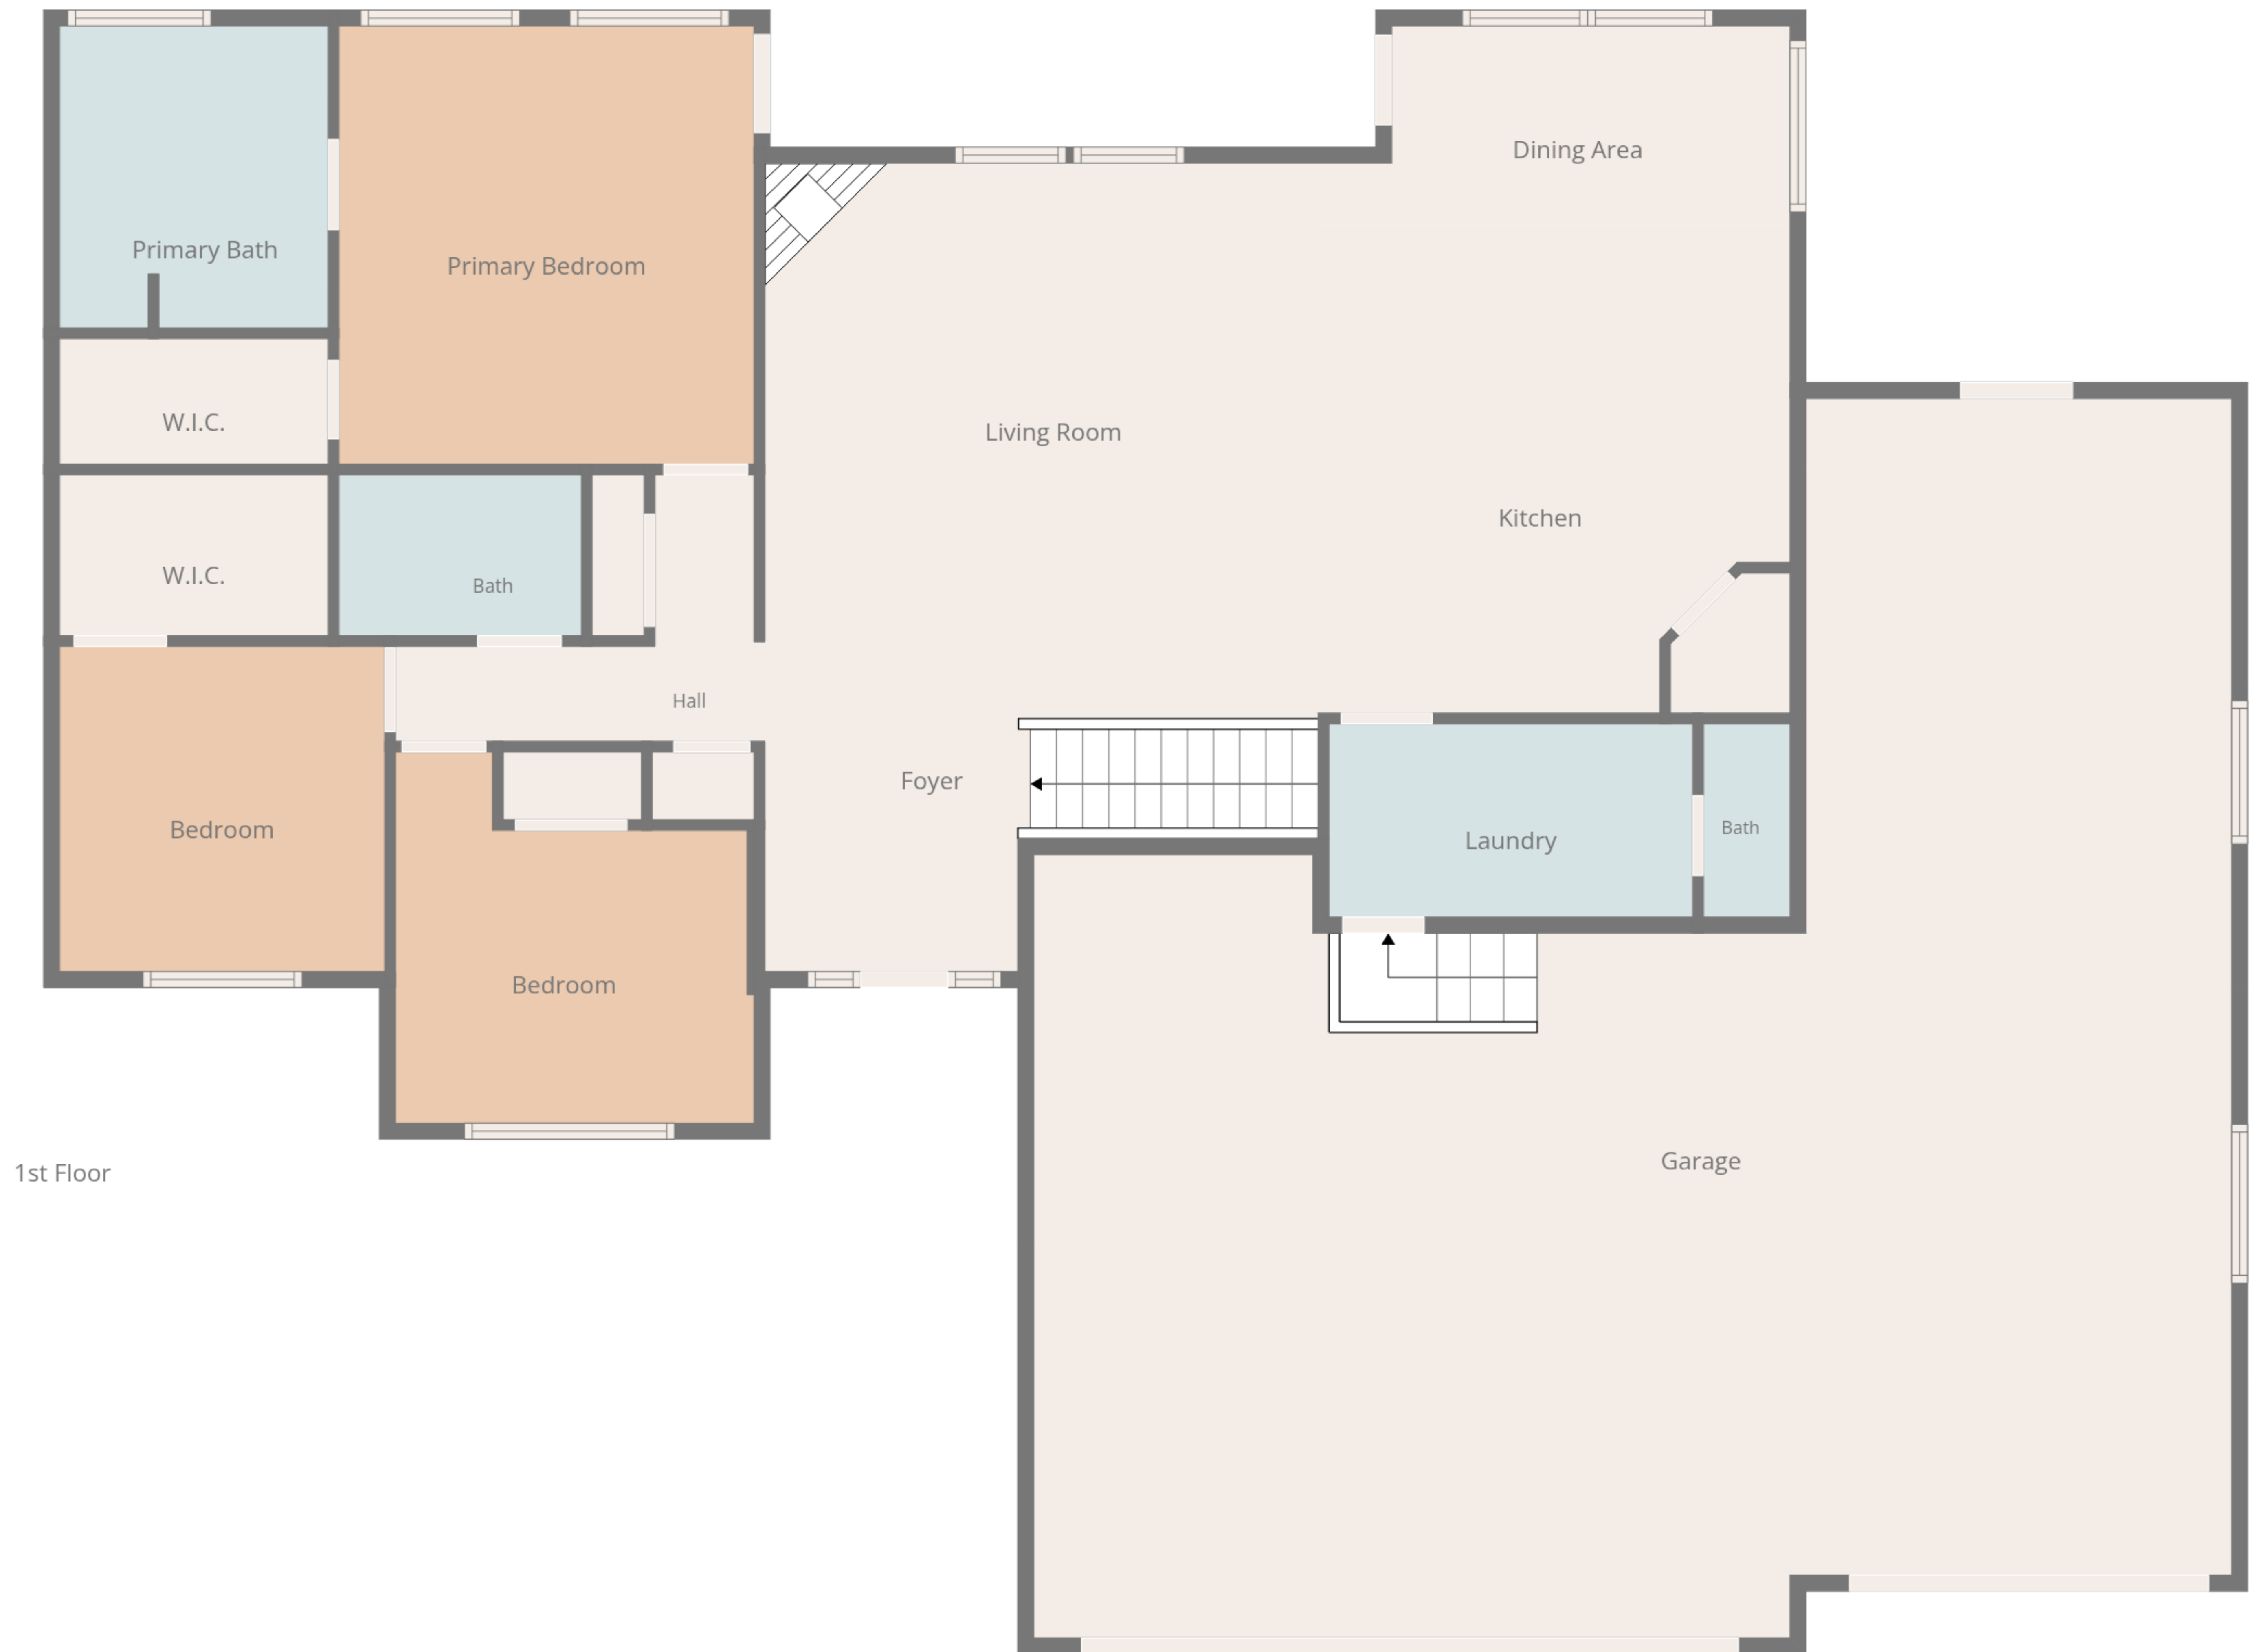 Dining Area
Primary Bath
Primary Bedroom
W.I.C.
Living Room
Kitchen
W.I.C.
Bath
Hall
Foyer
Bedroom
Laundry
Bath
Bedroom
Garage
1st Floor